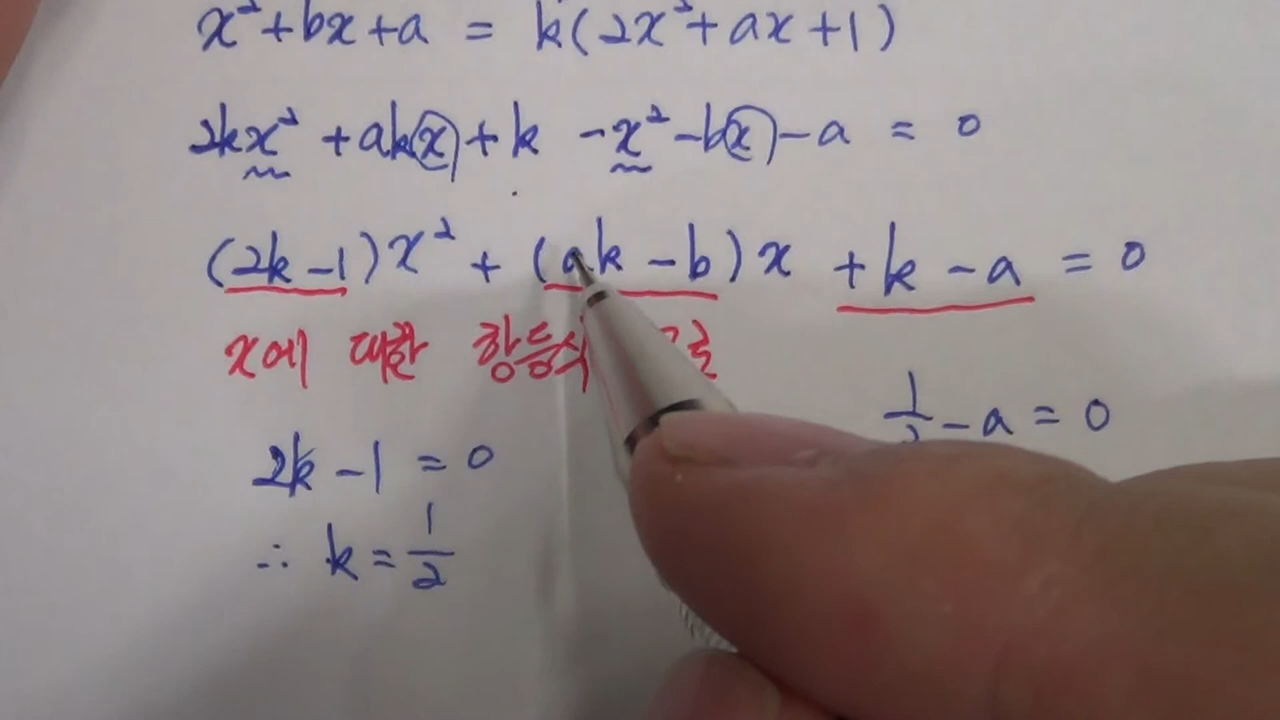 x²+bx+a = k(2x²+ax+1)
2kx² +akx+k -x²-bx-a = 0
(2k-1)x² + (ak-b)x +k-a = 0
x에 대한 항등식
2k-1 = 0
∴ k = 1/2
1/2 - a = 0